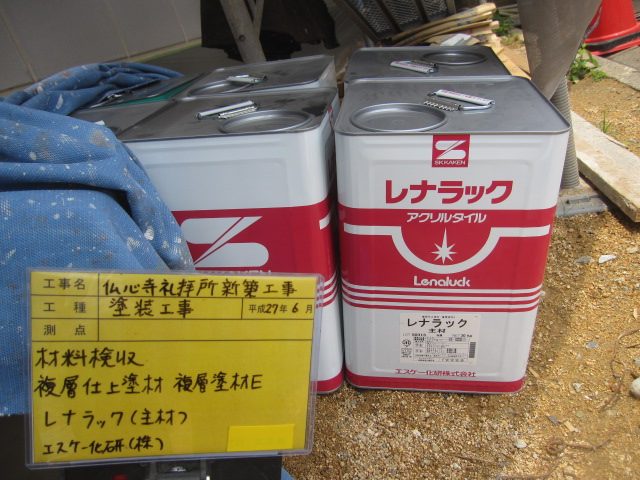 SKKAKEN
レナラック
アクリルタイル
Lenaluck
レナラック
主材
エスケー化研株式会社
SKKAKEN
工事名 仏心寺礼拝所新築工事
工種 塗装工事 平成27年6月
測点
材料検収
複層仕上塗材 複層塗材E
レナラック(主材)
エスケー化研(株)